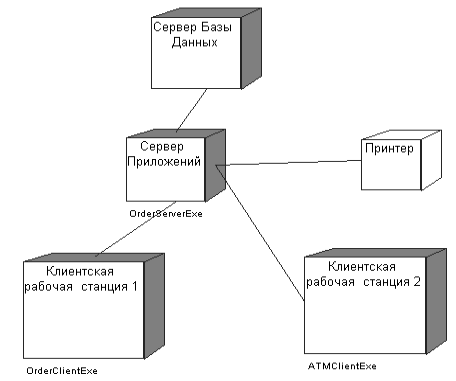 Сервер Базы
Данных
Сервер
Приложений
Принтер
OrderServerExe
Клиентская
рабочая станция 1
Клиентская
рабочая станция 2
OrderClientExe
ATMClientExe